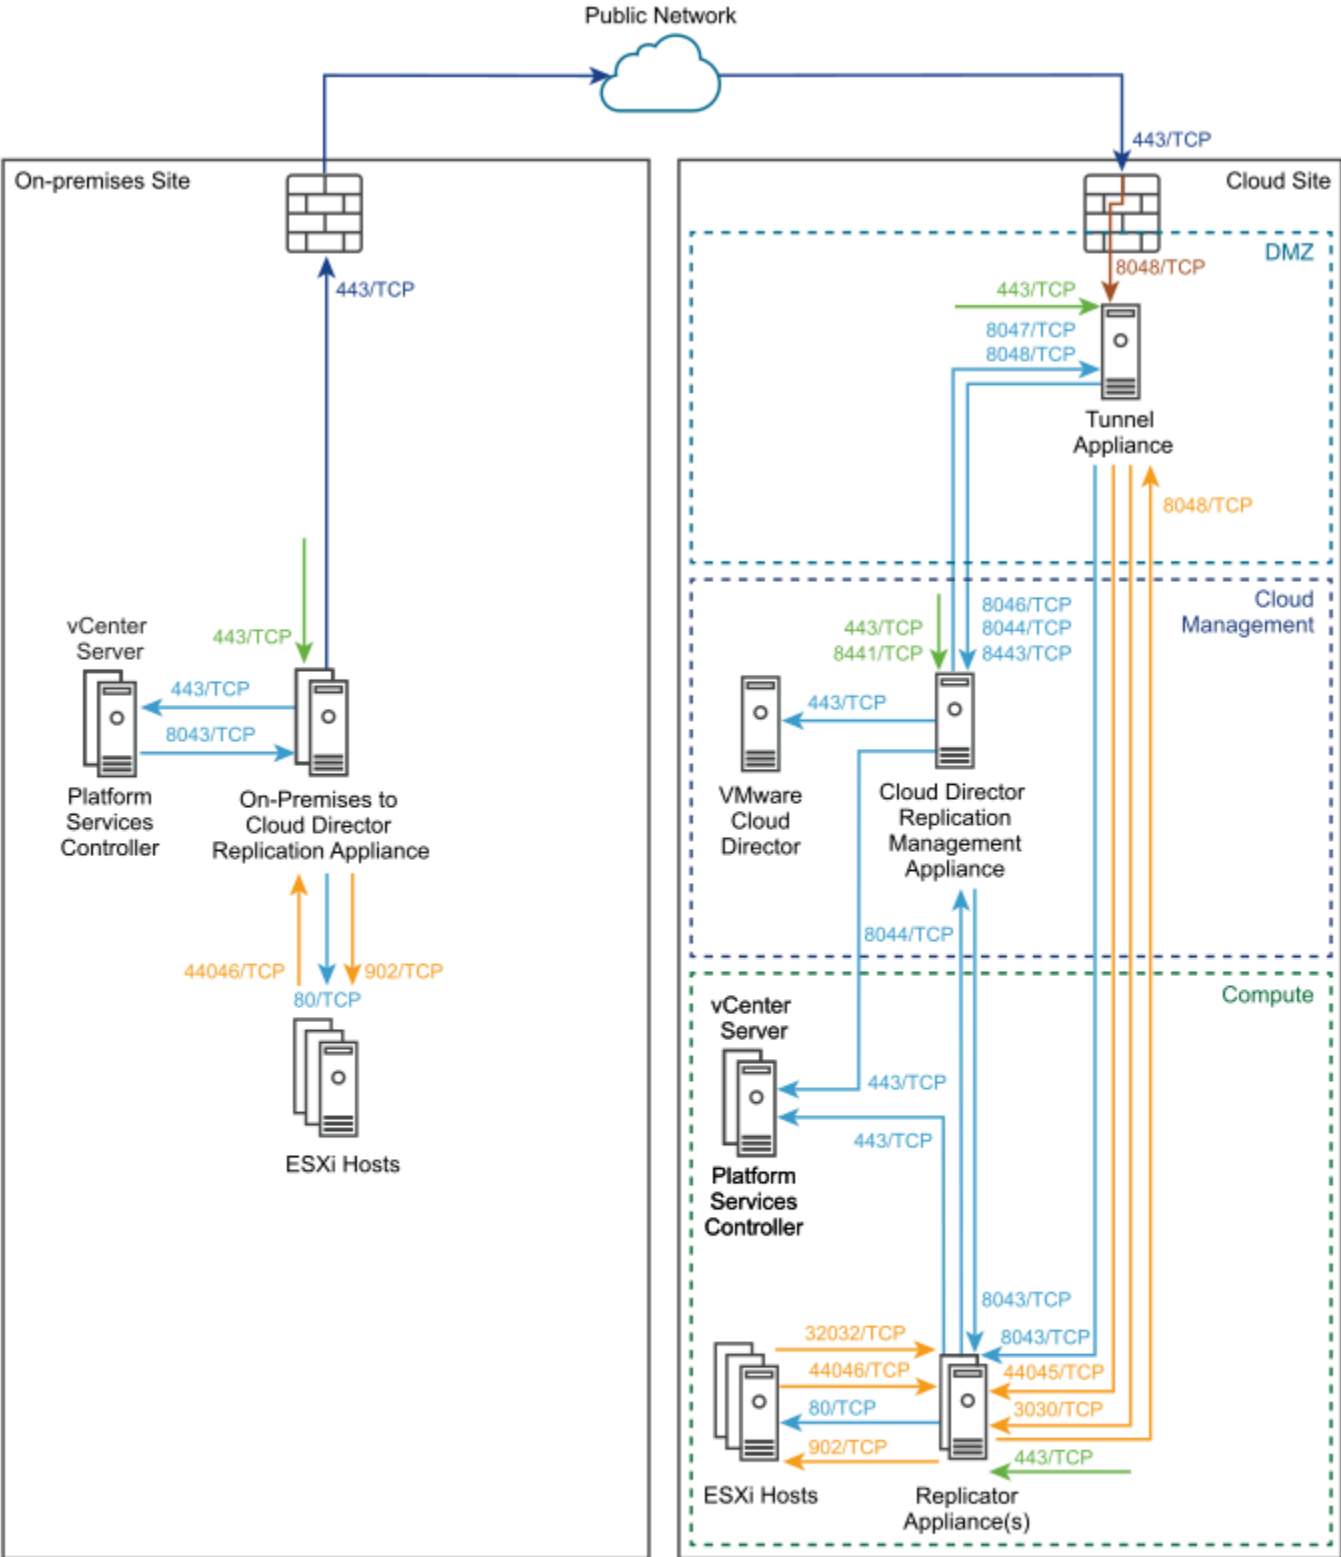 Public Network
443/TCP
On-premises Site
Cloud Site
DMZ
443/TCP
8048/TCP
443/TCP
8047/TCP
8048/TCP
Tunnel
Appliance
8048/TCP
vCenter
Server
443/TCP
443/TCP
8043/TCP
Platform
Services
Controller
On-Premises to
Cloud Director
Replication Appliance
44046/TCP
902/TCP
80/TCP
ESXi Hosts
Cloud
Management
443/TCP
8441/TCP
8046/TCP
8044/TCP
8443/TCP
443/TCP
VMware
Cloud
Director
Cloud Director
Replication
Management
Appliance
8044/TCP
Compute
vCenter
Server
443/TCP
443/TCP
Platform
Services
Controller
8043/TCP
8043/TCP
32032/TCP
44046/TCP
44045/TCP
80/TCP
3030/TCP
902/TCP
443/TCP
ESXi Hosts
Replicator
Appliance(s)